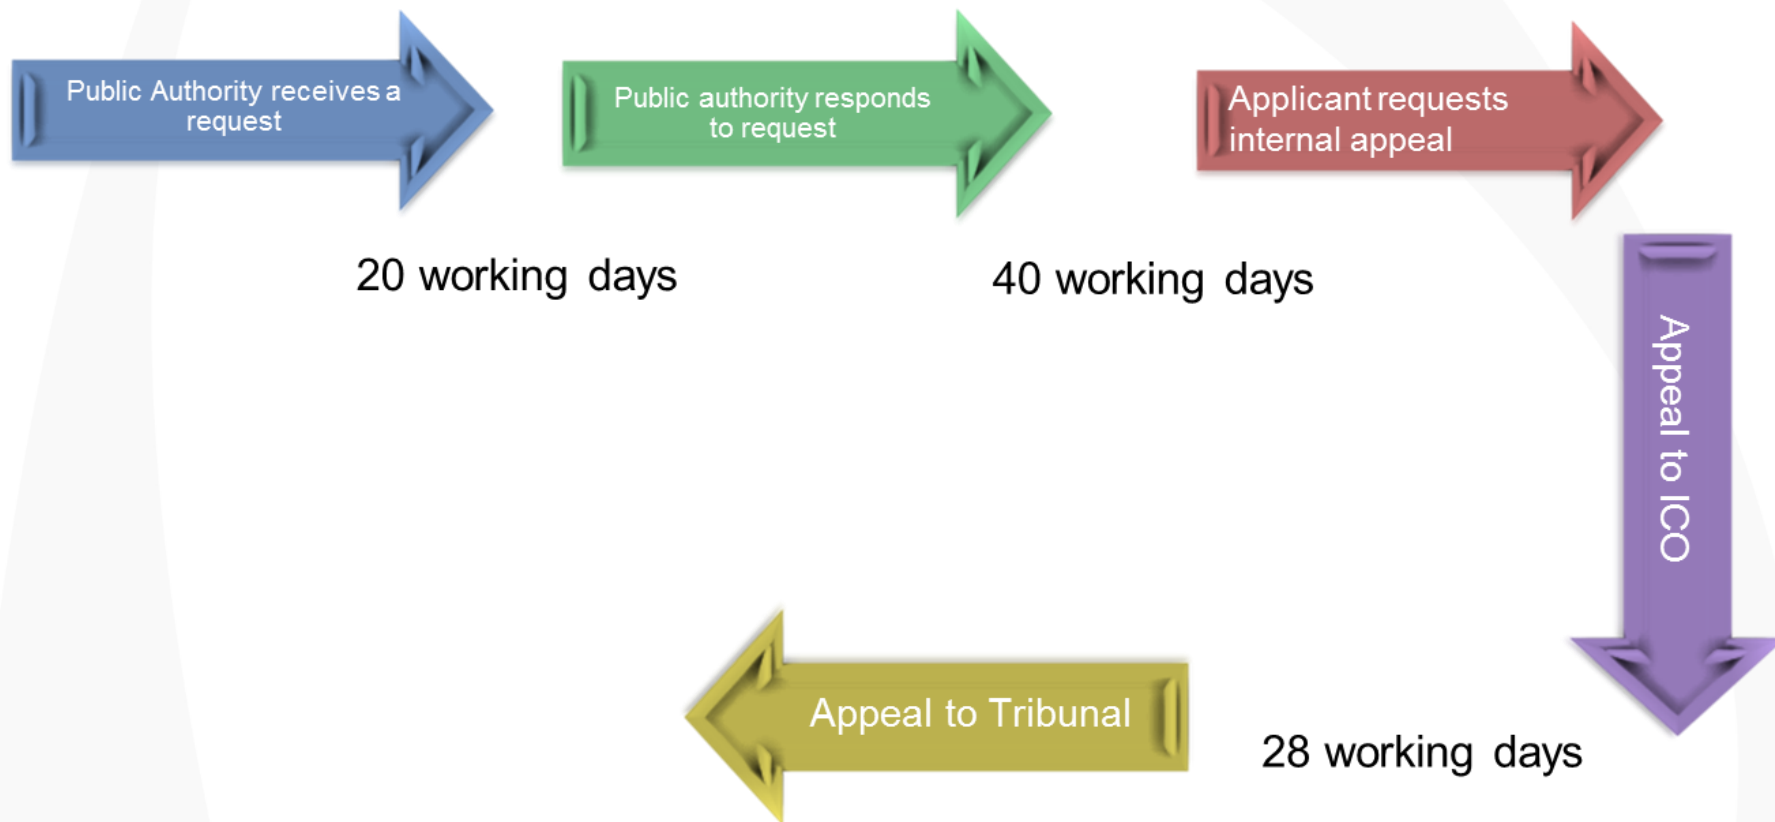 Public Authority receives a
request
Public authority responds
to request
Applicant requests
internal appeal
20 working days
40 working days
Appeal to ICO
Appeal to Tribunal
28 working days